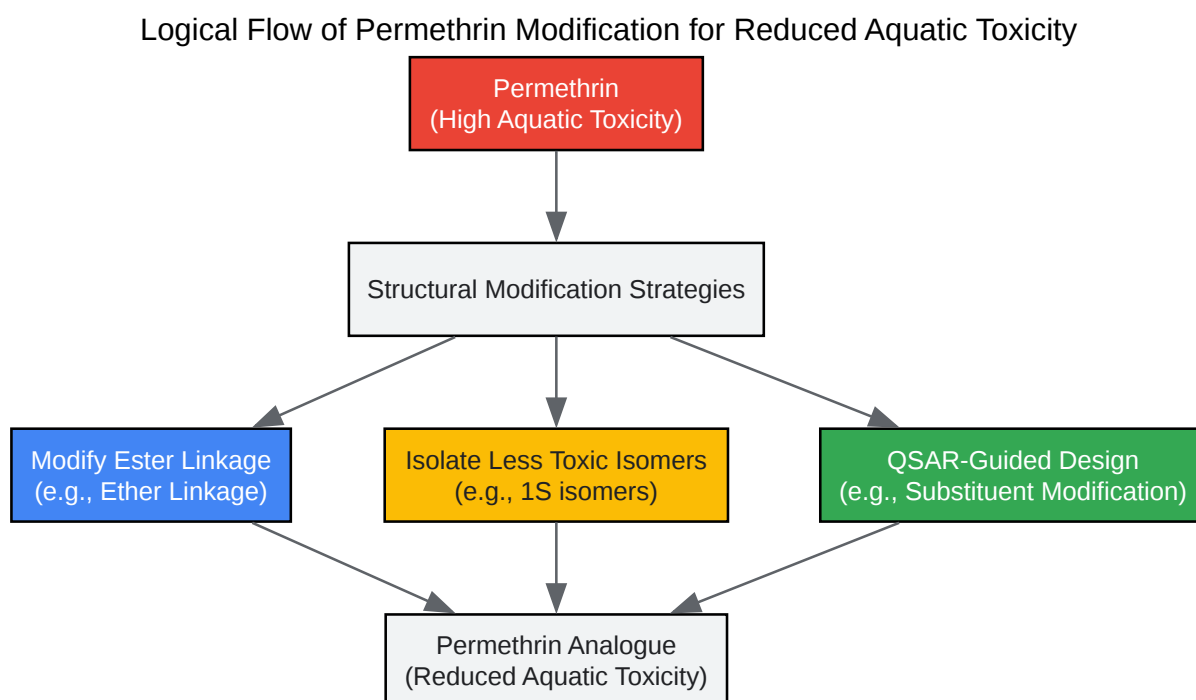 Logical Flow of Permethrin Modification for Reduced Aquatic Toxicity
Permethrin
(High Aquatic Toxicity)
Structural Modification Strategies
Modify Ester Linkage
(e.g., Ether Linkage)
Isolate Less Toxic Isomers
(e.g., 1S isomers)
QSAR-Guided Design
(e.g., Substituent Modification)
Permethrin Analogue
(Reduced Aquatic Toxicity)